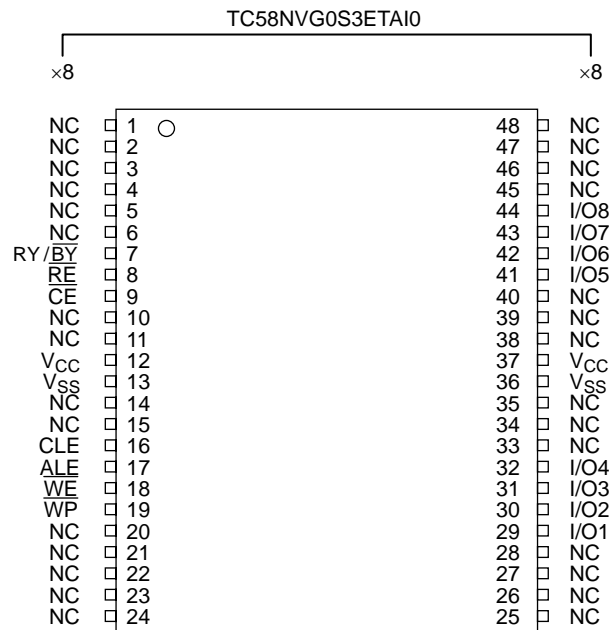 TC58NVG0S3ETAI0
×8 ×8
NC 1 48 NC
NC 2 47 NC
NC 3 46 NC
NC 4 45 NC
NC 5 44 I/O8
NC 6 43 I/O7
RY/B̅Y̅ 7 42 I/O6
R̅E̅ 8 41 I/O5
C̅E̅ 9 40 NC
NC 10 39 NC
NC 11 38 NC
VCC 12 37 VCC
VSS 13 36 VSS
NC 14 35 NC
NC 15 34 NC
CLE 16 33 NC
ALE 17 32 I/O4
W̅E̅ 18 31 I/O3
W̅P̅ 19 30 I/O2
NC 20 29 I/O1
NC 21 28 NC
NC 22 27 NC
NC 23 26 NC
NC 24 25 NC